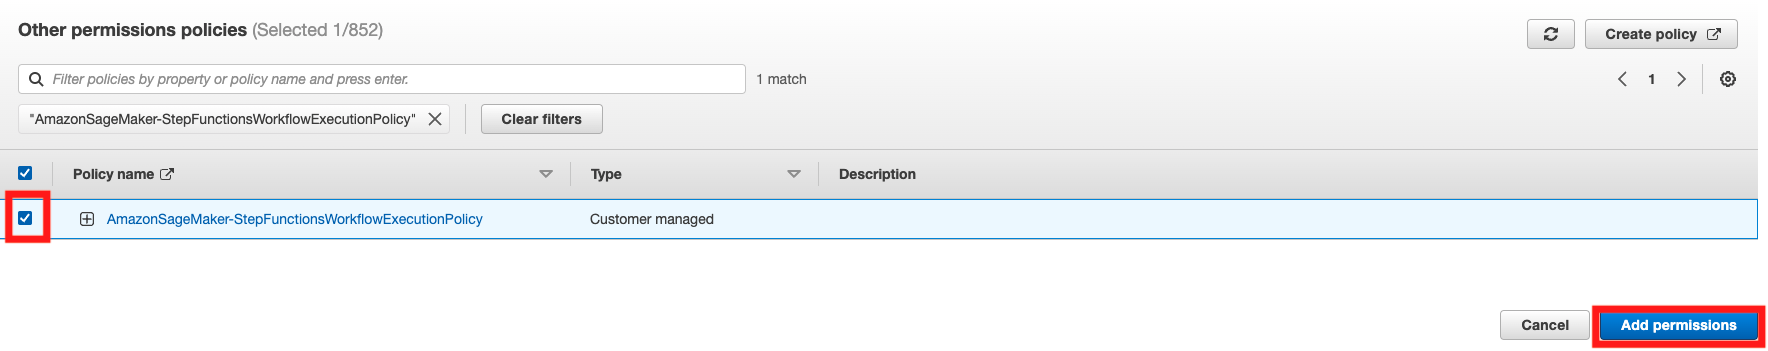 Other permissions policies (Selected 1/852)
Create policy
Filter policies by property or policy name and press enter.
1 match
1
"AmazonSageMaker-StepFunctionsWorkflowExecutionPolicy"
Clear filters
Policy name
Type
Description
AmazonSageMaker-StepFunctionsWorkflowExecutionPolicy
Customer managed
Cancel
Add permissions